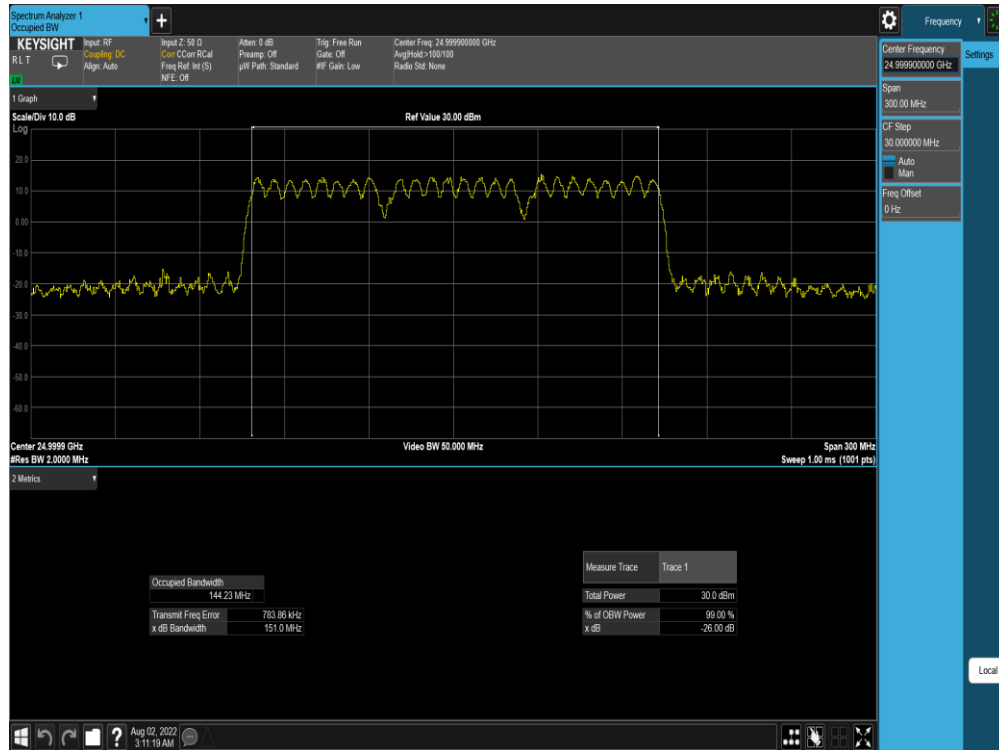 Spectrum Analyzer 1
Occupied BW
+
Frequency
KEYSIGHT
R L T
Input: RF
Coupling: DC
Align: Auto
Input Z: 50 Ω
Corr CCorr RCal
Freq Ref: Int (S)
NFE: Off
Atten: 0 dB
Preamp: Off
µW Path: Standard
Trig: Free Run
Gate: Off
#IF Gain: Low
Center Freq: 24.999900000 GHz
Avg|Hold:>100/100
Radio Std: None
Center Frequency
24.999900000 GHz
Settings
Span
300.00 MHz
CF Step
30.000000 MHz
Auto
Man
Freq Offset
0 Hz
1 Graph
Scale/Div 10.0 dB
Ref Value 30.00 dBm
Log
20.0
10.0
0.00
-10.0
-20.0
-30.0
-40.0
-50.0
-60.0
Center 24.9999 GHz
Video BW 50.000 MHz
Span 300 MHz
#Res BW 2.0000 MHz
Sweep 1.00 ms (1001 pts)
2 Metrics
Measure Trace Trace 1
Occupied Bandwidth
144.23 MHz
Total Power 30.0 dBm
Transmit Freq Error 783.86 kHz
% of OBW Power 99.00 %
x dB Bandwidth 151.0 MHz
x dB -26.00 dB
Local
?
Aug 02, 2022
3:11:19 AM